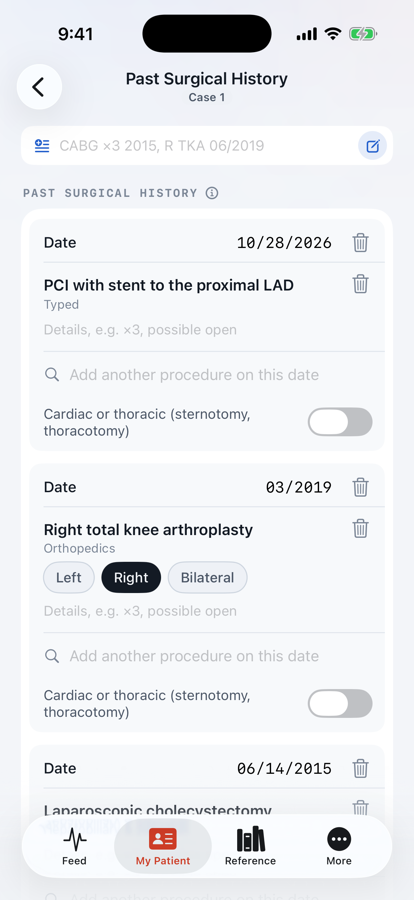 9:41
Past Surgical History
Case 1
CABG ×3 2015, R TKA 06/2019
PAST SURGICAL HISTORY
Date 10/28/2026
PCI with stent to the proximal LAD
Typed
Details, e.g. ×3, possible open
Add another procedure on this date
Cardiac or thoracic (sternotomy,
thoracotomy)
Date 03/2019
Right total knee arthroplasty
Orthopedics
Left Right Bilateral
Details, e.g. ×3, possible open
Add another procedure on this date
Cardiac or thoracic (sternotomy,
thoracotomy)
Date 06/14/2015
Laparoscopic cholecystectomy
Feed My Patient Reference More